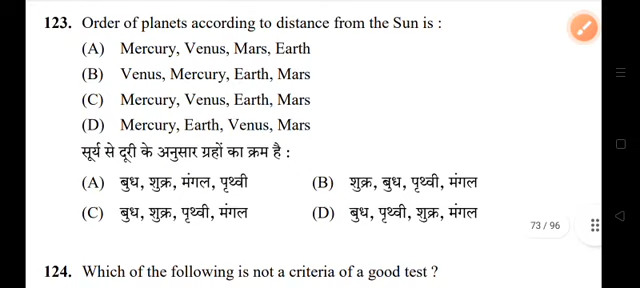 123. Order of planets according to distance from the Sun is :
(A) Mercury, Venus, Mars, Earth
(B) Venus, Mercury, Earth, Mars
(C) Mercury, Venus, Earth, Mars
(D) Mercury, Earth, Venus, Mars
सूर्य से दूरी के अनुसार ग्रहों का क्रम है :
(A) बुध, शुक्र, मंगल, पृथ्वी (B) शुक्र, बुध, पृथ्वी, मंगल
(C) बुध, शुक्र, पृथ्वी, मंगल (D) बुध, पृथ्वी, शुक्र, मंगल
73 / 96
124. Which of the following is not a criteria of a good test ?